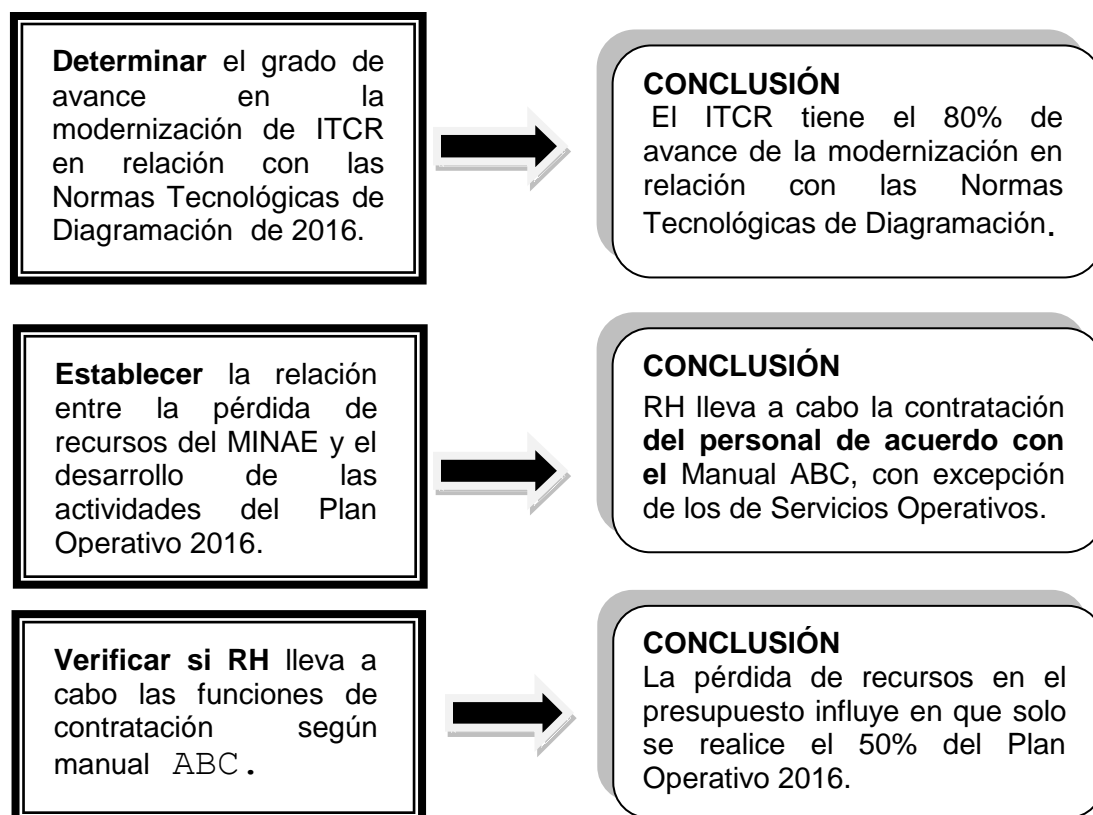 Determinar el grado de
avance en la
modernización de ITCR
en relación con las
Normas Tecnológicas de
Diagramación de 2016.
CONCLUSIÓN
El ITCR tiene el 80% de
avance de la modernización en
relación con las Normas
Tecnológicas de Diagramación.
Establecer la relación
entre la pérdida de
recursos del MINAE y el
desarrollo de las
actividades del Plan
Operativo 2016.
CONCLUSIÓN
RH lleva a cabo la contratación
del personal de acuerdo con
el Manual ABC, con excepción
de los de Servicios Operativos.
Verificar si RH lleva a
cabo las funciones de
contratación según
manual ABC.
CONCLUSIÓN
La pérdida de recursos en el
presupuesto influye en que solo
se realice el 50% del Plan
Operativo 2016.